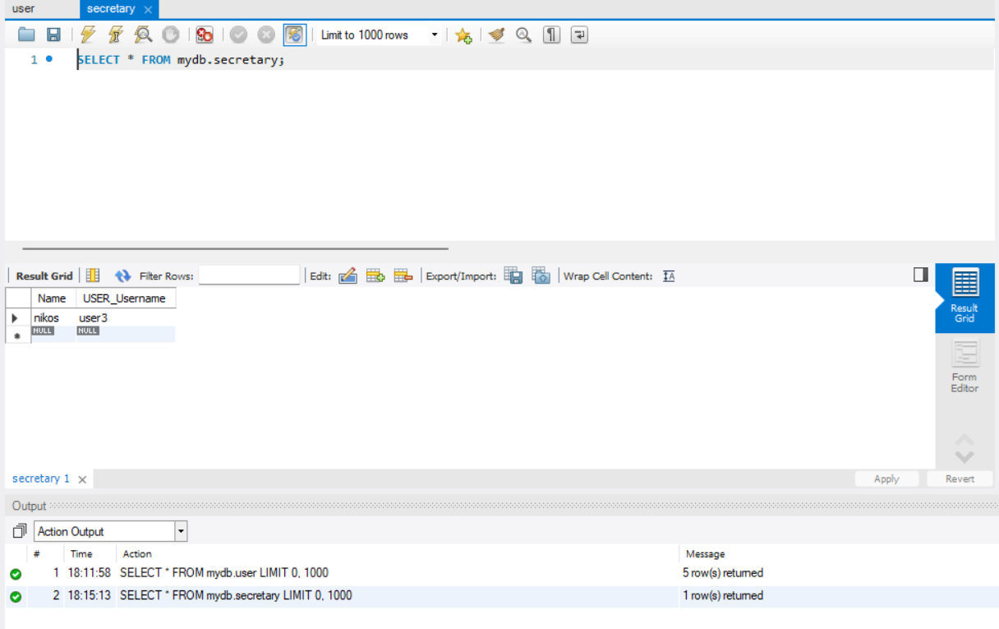 user secretary ×
Limit to 1000 rows
1 SELECT * FROM mydb.secretary;
Result Grid Filter Rows: Edit: Export/Import: Wrap Cell Content:
Name USER_Username
nikos user3
NULL NULL
Result
Grid
Form
Editor
secretary 1 × Apply Revert
Output
Action Output
# Time Action Message
1 18:11:58 SELECT * FROM mydb.user LIMIT 0, 1000 5 row(s) returned
2 18:15:13 SELECT * FROM mydb.secretary LIMIT 0, 1000 1 row(s) returned